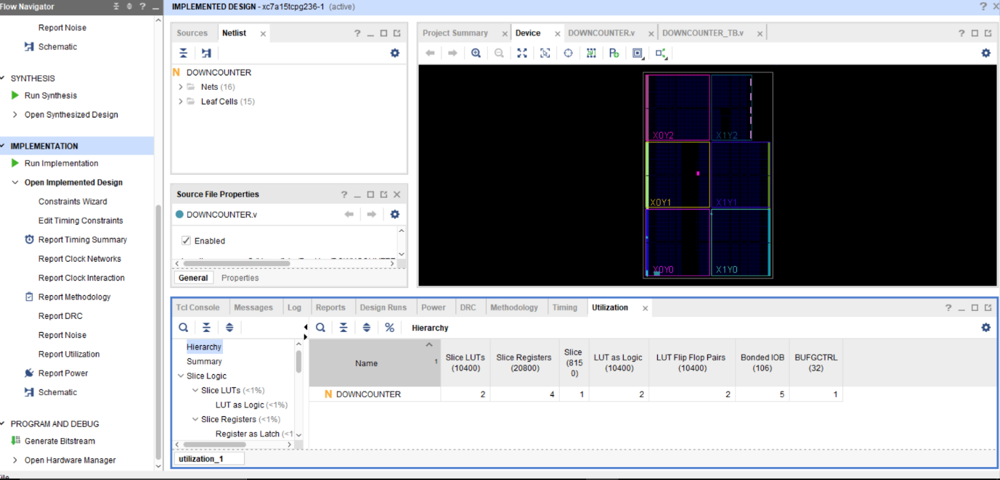 Flow Navigator
IMPLEMENTED DESIGN - xc7a15tcpg236-1 (active)
Report Noise
Schematic
SYNTHESIS
Run Synthesis
Open Synthesized Design
IMPLEMENTATION
Run Implementation
Open Implemented Design
Constraints Wizard
Edit Timing Constraints
Report Timing Summary
Report Clock Networks
Report Clock Interaction
Report Methodology
Report DRC
Report Noise
Report Utilization
Report Power
Schematic
PROGRAM AND DEBUG
Generate Bitstream
Open Hardware Manager
Sources Netlist
N DOWNCOUNTER
Nets (16)
Leaf Cells (15)
Source File Properties
DOWNCOUNTER.v
Enabled
General Properties
Project Summary Device DOWNCOUNTER.v DOWNCOUNTER_TB.v
X0Y2 X1Y2
X0Y1 X1Y1
X0Y0 X1Y0
Tcl Console Messages Log Reports Design Runs Power DRC Methodology Timing Utilization
Hierarchy
Hierarchy
Summary
Slice Logic
Slice LUTs (<1%)
LUT as Logic (<1%)
Slice Registers (<1%)
Register as Latch (<1
Name 1 Slice LUTs (10400) Slice Registers (20800) Slice (8150) LUT as Logic (10400) LUT Flip Flop Pairs (10400) Bonded IOB (106) BUFGCTRL (32)
N DOWNCOUNTER 2 4 1 2 2 5 1
utilization_1